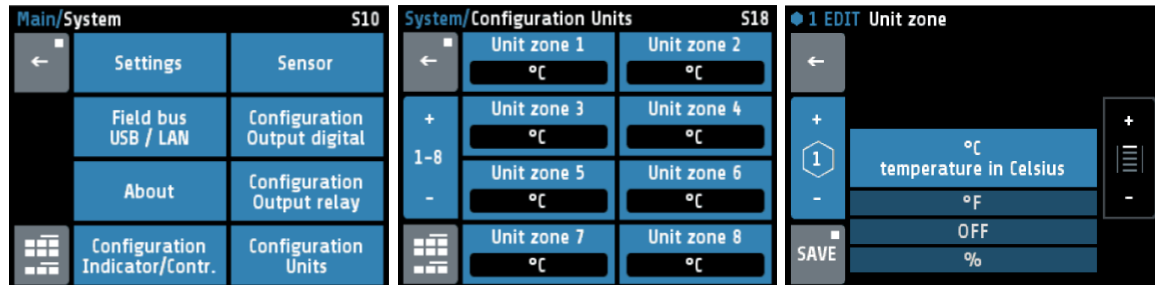 Main/System S10
←
Settings
Sensor
Field bus
USB / LAN
Configuration
Output digital
About
Configuration
Output relay
Configuration
Indicator/Contr.
Configuration
Units
System/Configuration Units S18
←
Unit zone 1
°C
Unit zone 2
°C
+
1-8
-
Unit zone 3
°C
Unit zone 4
°C
Unit zone 5
°C
Unit zone 6
°C
Unit zone 7
°C
Unit zone 8
°C
1 EDIT Unit zone
←
+
1
-
°C
temperature in Celsius
°F
OFF
%
+
-
SAVE